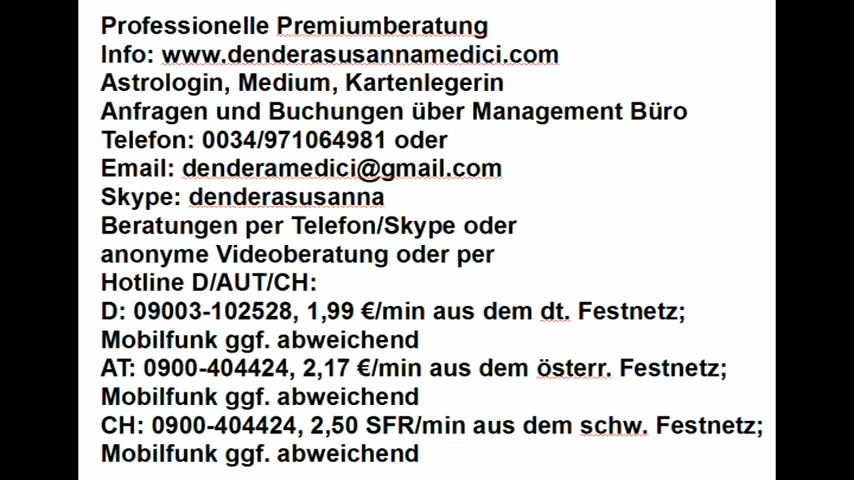 Professionelle Premiumberatung
Info: www.denderasusannamedici.com
Astrologin, Medium, Kartenlegerin
Anfragen und Buchungen über Management Büro
Telefon: 0034/971064981 oder
Email: denderamedici@gmail.com
Skype: denderasusanna
Beratungen per Telefon/Skype oder
anonyme Videoberatung oder per
Hotline D/AUT/CH:
D: 09003-102528, 1,99 €/min aus dem dt. Festnetz;
Mobilfunk ggf. abweichend
AT: 0900-404424, 2,17 €/min aus dem österr. Festnetz;
Mobilfunk ggf. abweichend
CH: 0900-404424, 2,50 SFR/min aus dem schw. Festnetz;
Mobilfunk ggf. abweichend